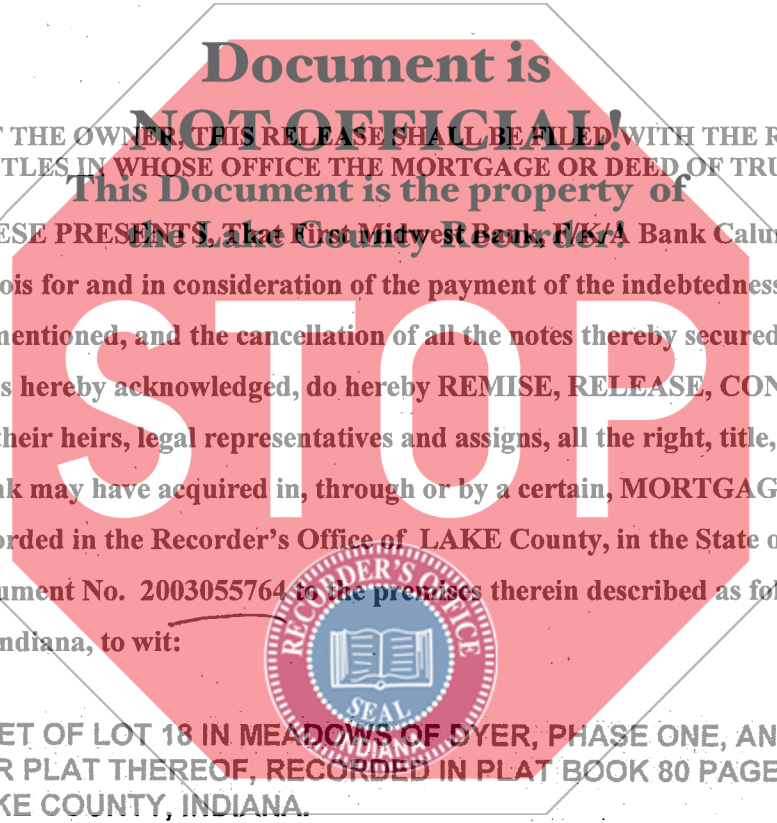 Document is
NOT OFFICIAL!
THE OWNER, THIS RELEASE SHALL BE FILED WITH THE R
TLES IN WHOSE OFFICE THE MORTGAGE OR DEED OF TRU
This Document is the property of
the Lake County Recorder!
ESE PRESENTS, That First Midwest Bank, F/K/A Bank Calu
ois for and in consideration of the payment of the indebtedness
mentioned, and the cancellation of all the notes thereby secured
s hereby acknowledged, do hereby REMISE, RELEASE, CON
their heirs, legal representatives and assigns, all the right, title,
STOP
nk may have acquired in, through or by a certain, MORTGAG
orded in the Recorder's Office of LAKE County, in the State o
ument No. 2003055764 to the premises therein described as fo
ndiana, to wit:
RECORDER'S OFFICE
SEAL
INDIANA
ET OF LOT 18 IN MEADOWS OF DYER, PHASE ONE, AN
R PLAT THEREOF, RECORDED IN PLAT BOOK 80 PAGE
KE COUNTY, INDIANA.